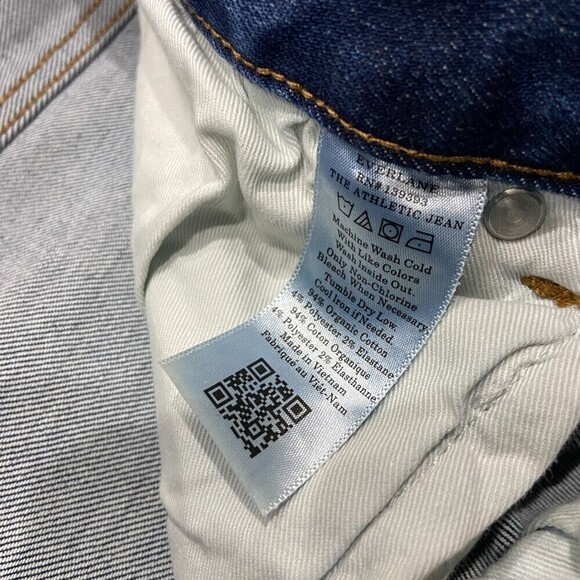 EVERLANE
RN# 139393
THE ATHLETIC JEAN
Machine Wash Cold
With Like Colors
Wash Inside Out.
Only Non-Chlorine
Bleach When Necessary.
Tumble Dry Low.
Cool Iron if Needed.
94% Organic Cotton
4% Polyester 2% Elastane
94% Coton Organique
4% Polyester 2% Elasthanne.
Made in Vietnam
Fabriqué au Viêt-Nam